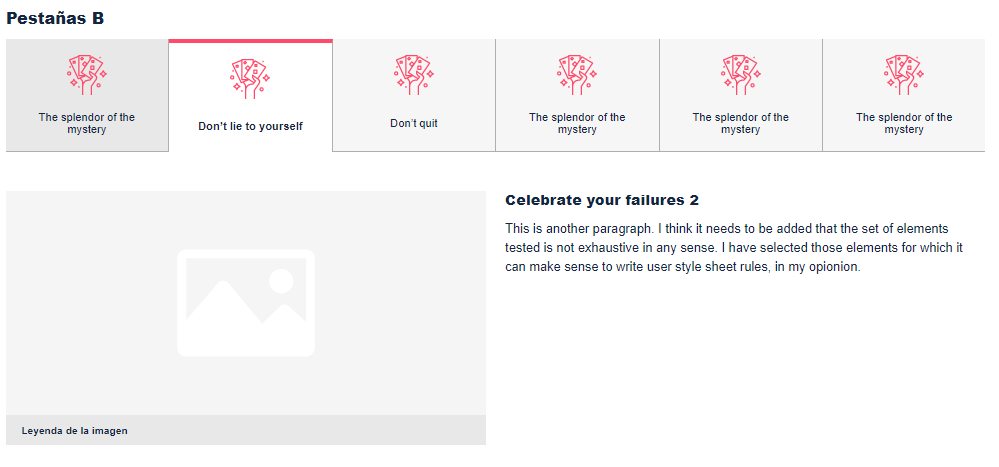 Pestañas B
The splendor of the
mystery
Don't lie to yourself
Don't quit
The splendor of the
mystery
The splendor of the
mystery
The splendor of the
mystery
Celebrate your failures 2
This is another paragraph. I think it needs to be added that the set of elements
tested is not exhaustive in any sense. I have selected those elements for which it
can make sense to write user style sheet rules, in my opionion.
Leyenda de la imagen